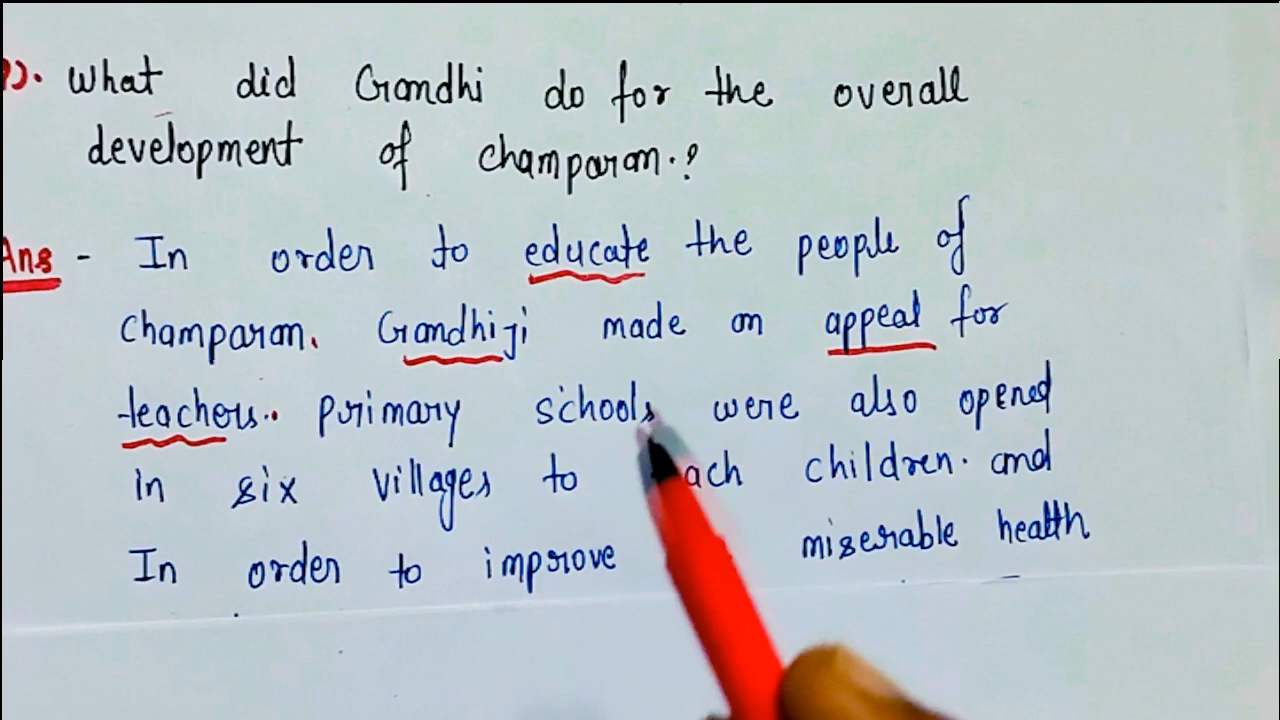 What did Gandhi do for the overall
development of champaran.?
Ans - In order to educate the people of
champaran. Gandhiji made an appeal for
teachers.. primary schools were also opened
in six villages to children. and
In order to improve miserable health